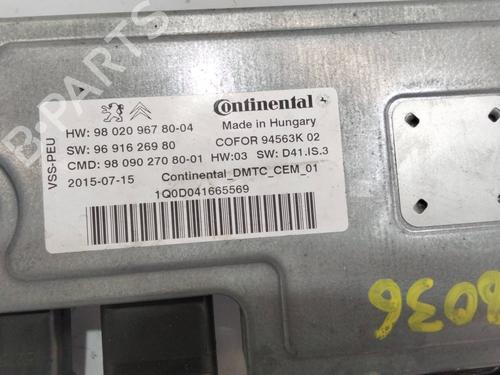 Continental
HW: 98 020 967 80-04
Made in Hungary
SW: 96 916 269 80
COFOR 94563K 02
CMD: 98 090 270 80-01
HW:03 SW: D41.IS.3
2015-07-15
Continental_DMTC_CEM_01
1Q0D041665569
VSS-PEU
B-PARTS
8036